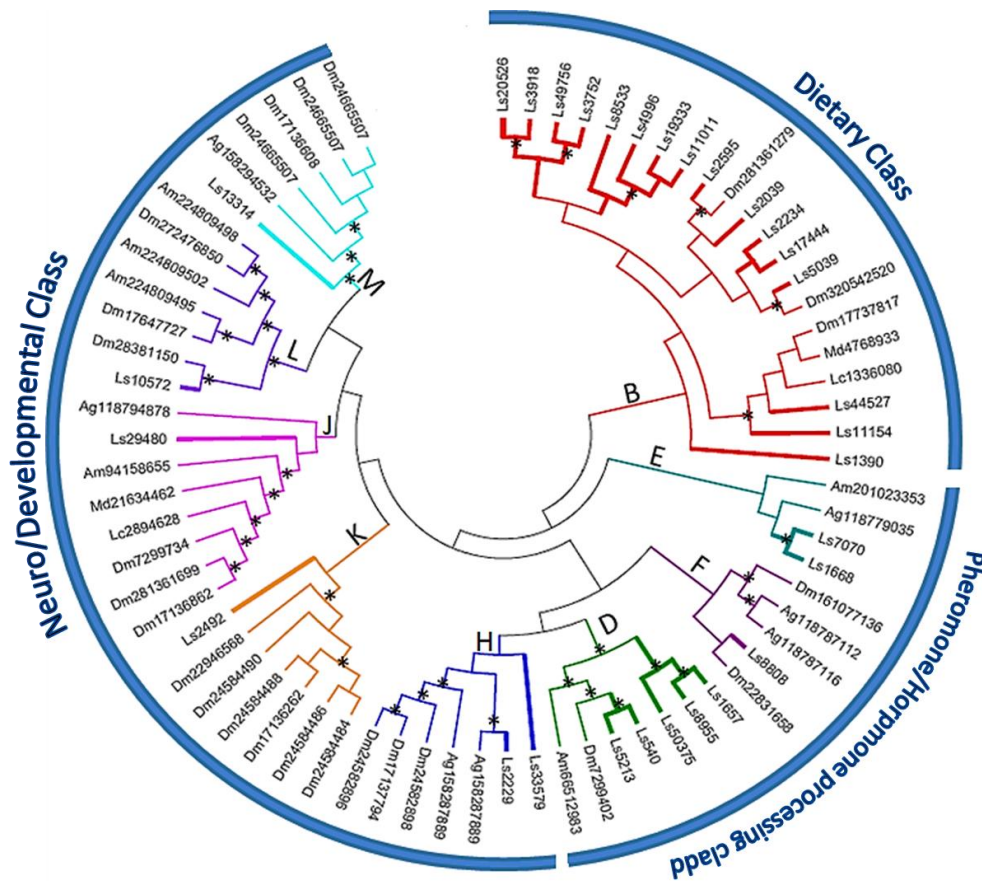 Dietary Class
Ls20526
Ls3918
Ls49756
Ls3752
Ls8533
Ls4996
Ls19333
Ls11011
Ls2595
Dm281361279
Ls2039
Ls2234
Ls17444
Ls5039
Dm320542520
Dm17737817
Md4768933
Lc1336080
Ls44527
Ls11154
Ls1390
B
Pheromone/Horpmone processing cladd
E
Am201023353
Ag118779035
Ls7070
Ls1668
F
Dm161077136
Ag118787112
Ag118787116
Ls8808
Dm22831658
D
Ls1657
Ls8955
Ls50375
Ls540
Ls5213
Dm7299402
Am66512983
Neuro/Developmental Class
H
Ls33579
Ls2229
Ag158287889
Ag158287889
Dm24582898
Dm17137794
Dm24582896
K
Dm24584484
Dm24584486
Dm17136262
Dm24584488
Dm24584490
Dm22946568
Ls2492
J
Dm17136862
Dm281361699
Dm7299734
Lc2894628
Md21634462
Am94158655
Ls29480
Ag118794878
L
Ls10572
Dm28381150
Dm17647727
Am224809495
Am224809502
Dm272476850
Am224809498
M
Ls13314
Ag158294532
Dm24665507
Dm17136608
Dm24665507
Dm24665507